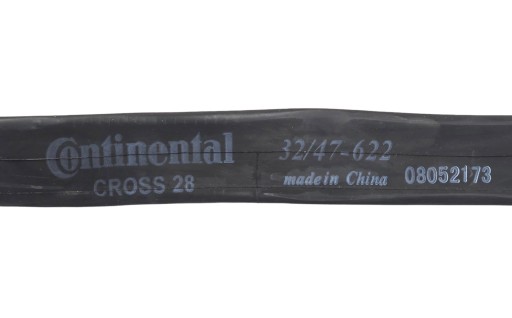 Continental
CROSS 28
32/47-622
made in China 08052173